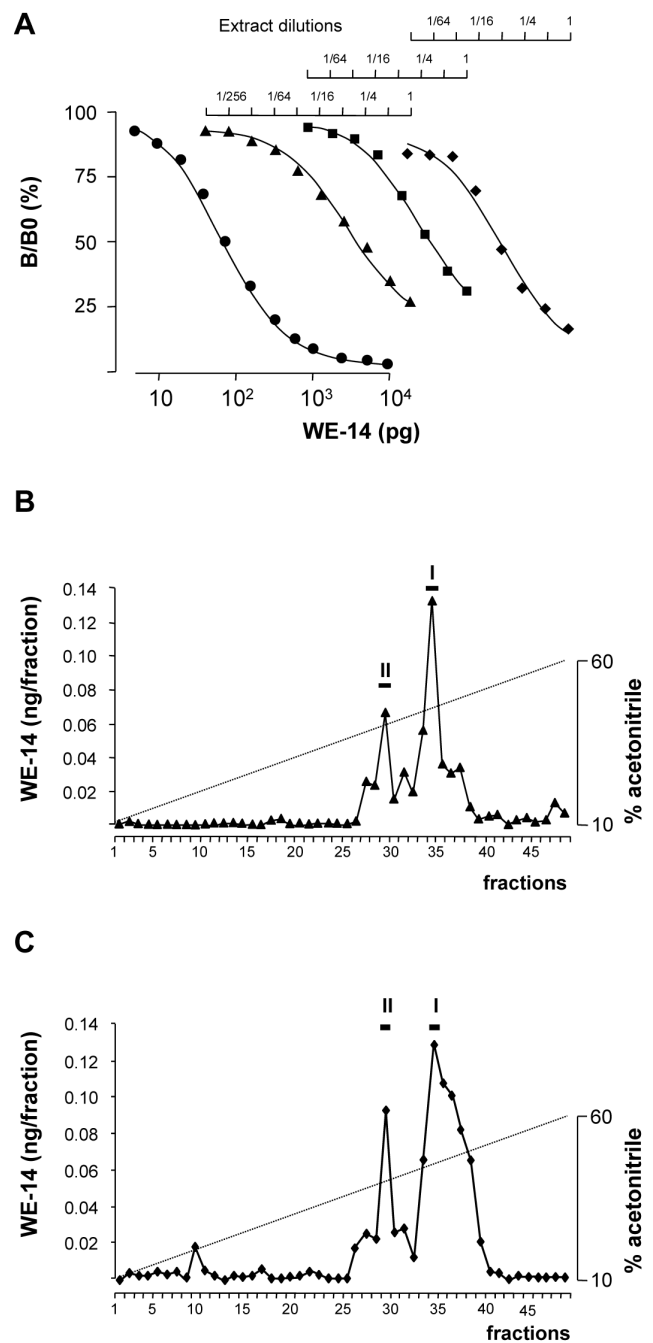 A
Extract dilutions
1/64 1/16 1/4 1
1/64 1/16 1/4 1
1/256 1/64 1/16 1/4 1
100
75
50
25
B/B0 (%)
10 10² 10³ 10⁴
WE-14 (pg)
B
I
II
0.14
0.12
0.10
0.08
0.06
0.04
0.02
WE-14 (ng/fraction)
60
10
% acetonitrile
1 5 10 15 20 25 30 35 40 45
fractions
C
II I
0.14
0.12
0.10
0.08
0.06
0.04
0.02
WE-14 (ng/fraction)
60
10
% acetonitrile
1 5 10 15 20 25 30 35 40 45
fractions